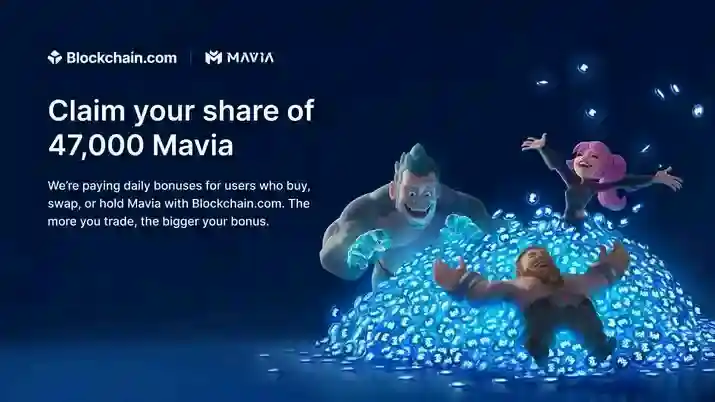 Blockchain.com | MAVIA
Claim your share of
47,000 Mavia
We're paying daily bonuses for users who buy,
swap, or hold Mavia with Blockchain.com. The
more you trade, the bigger your bonus.